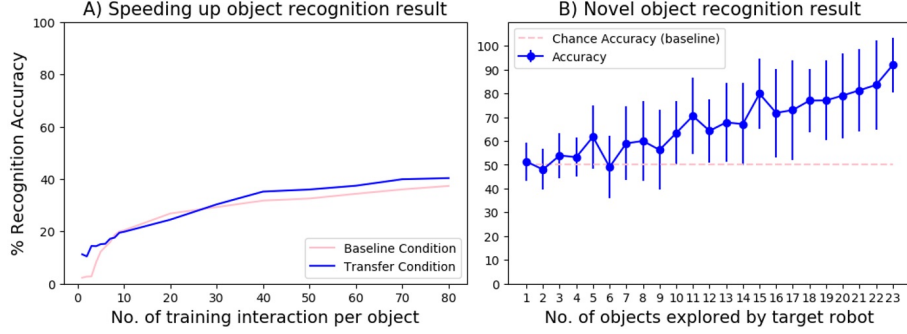 A) Speeding up object recognition result
% Recognition Accuracy
100
80
60
40
20
0
Baseline Condition
Transfer Condition
0 10 20 30 40 50 60 70 80
No. of training interaction per object
B) Novel object recognition result
100
90
80
70
60
50
40
30
20
10
0
Chance Accuracy (baseline)
Accuracy
1 2 3 4 5 6 7 8 9 10 11 12 13 14 15 16 17 18 19 20 21 22 23
No. of objects explored by target robot